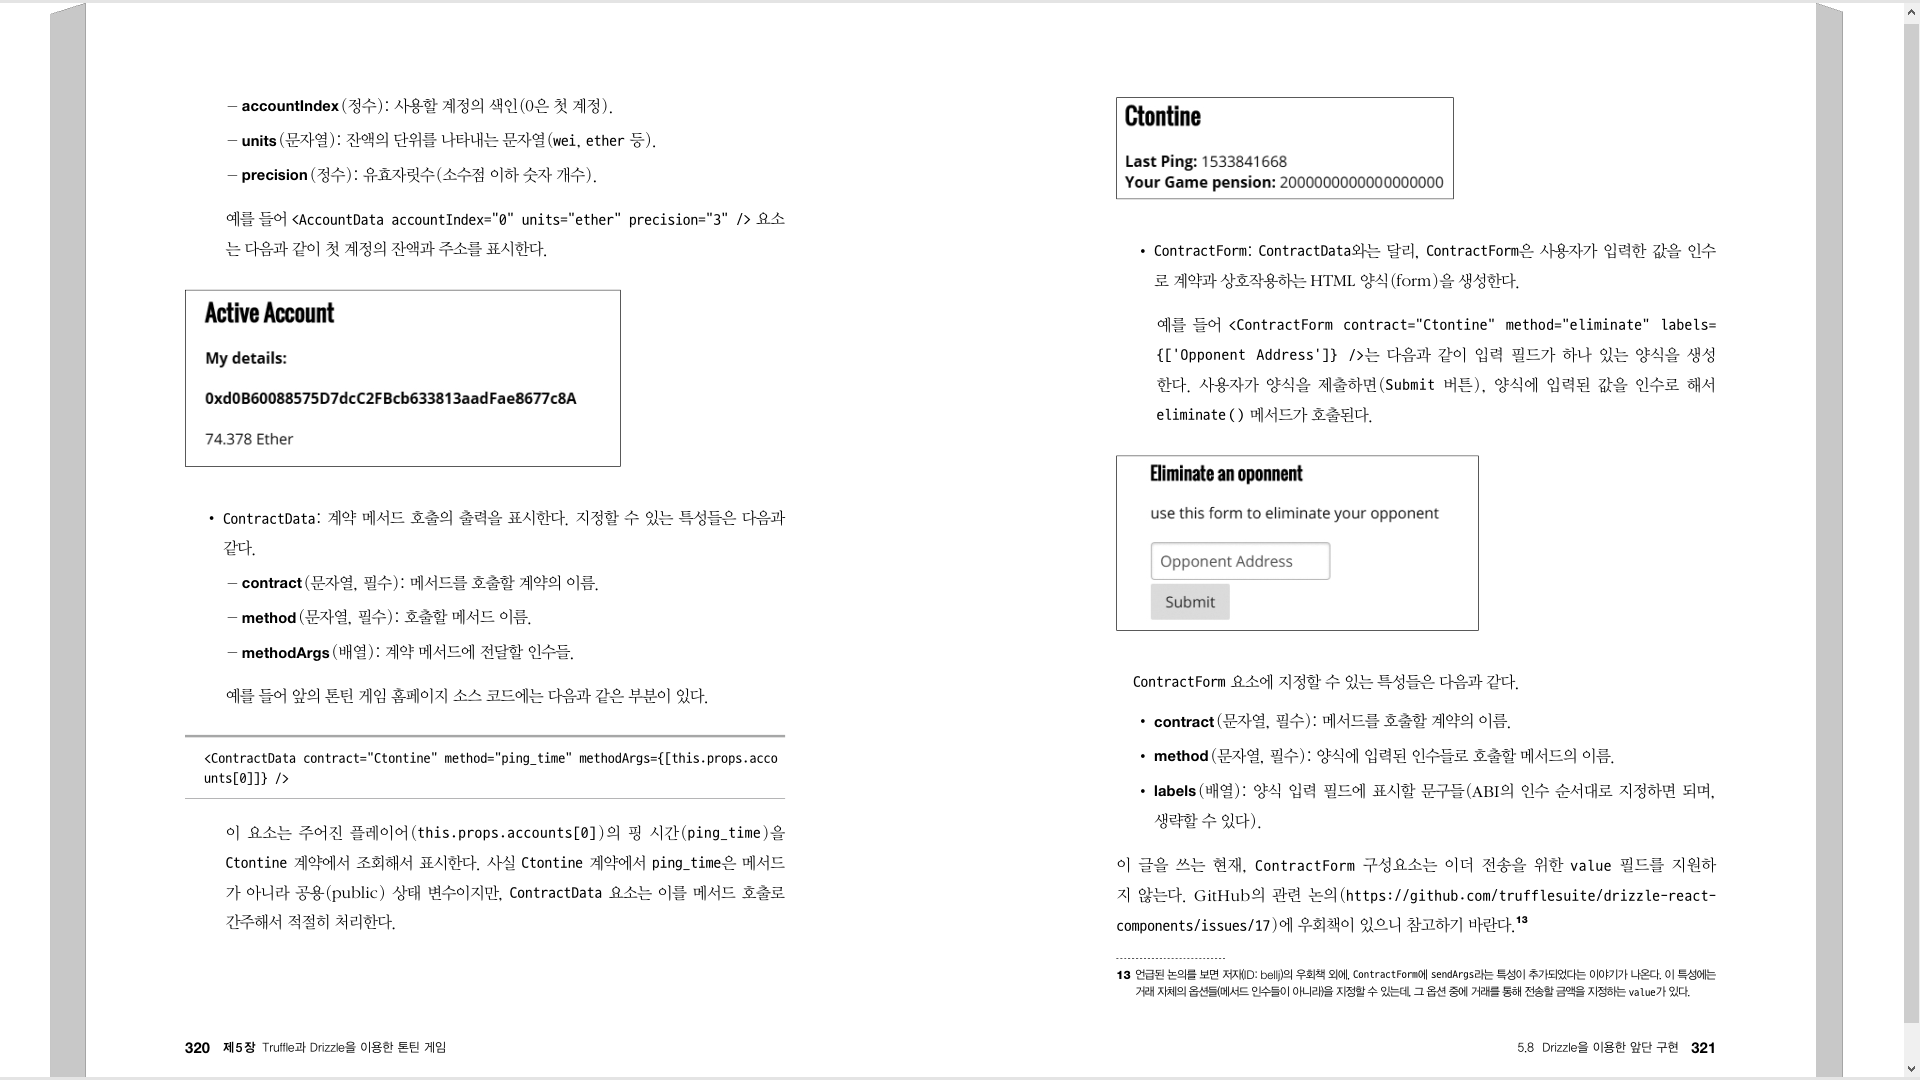 – accountIndex(정수): 사용할 계정의 색인(0은 첫 계정).
– units(문자열): 잔액의 단위를 나타내는 문자열(wei, ether 등).
– precision(정수): 유효자릿수(소수점 이하 숫자 개수).
예를 들어 <AccountData accountIndex="0" units="ether" precision="3" /> 요소
는 다음과 같이 첫 계정의 잔액과 주소를 표시한다.
Active Account
My details:
0xd0B60088575D7dcC2FBcb633813aadFae8677c8A
74.378 Ether
• ContractData: 계약 메서드 호출의 출력을 표시한다. 지정할 수 있는 특성들은 다음과
같다.
– contract(문자열, 필수): 메서드를 호출할 계약의 이름.
– method(문자열, 필수): 호출할 메서드 이름.
– methodArgs(배열): 계약 메서드에 전달할 인수들.
예를 들어 앞의 톤틴 게임 홈페이지 소스 코드에는 다음과 같은 부분이 있다.
<ContractData contract="Ctontine" method="ping_time" methodArgs={[this.props.acco
unts[0]]} />
이 요소는 주어진 플레이어(this.props.accounts[0])의 핑 시간(ping_time)을
Ctontine 계약에서 조회해서 표시한다. 사실 Ctontine 계약에서 ping_time은 메서드
가 아니라 공용(public) 상태 변수이지만, ContractData 요소는 이를 메서드 호출로
간주해서 적절히 처리한다.
320 제5장 Truffle과 Drizzle을 이용한 톤틴 게임
Ctontine
Last Ping: 1533841668
Your Game pension: 2000000000000000000
• ContractForm: ContractData와는 달리, ContractForm은 사용자가 입력한 값을 인수
로 계약과 상호작용하는 HTML 양식(form)을 생성한다.
예를 들어 <ContractForm contract="Ctontine" method="eliminate" labels=
{['Opponent Address']} />는 다음과 같이 입력 필드가 하나 있는 양식을 생성
한다. 사용자가 양식을 제출하면(Submit 버튼), 양식에 입력된 값을 인수로 해서
eliminate() 메서드가 호출된다.
Eliminate an oponnent
use this form to eliminate your opponent
Opponent Address
Submit
ContractForm 요소에 지정할 수 있는 특성들은 다음과 같다.
• contract(문자열, 필수): 메서드를 호출할 계약의 이름.
• method(문자열, 필수): 양식에 입력된 인수들로 호출할 메서드의 이름.
• labels(배열): 양식 입력 필드에 표시할 문구들(ABI의 인수 순서대로 지정하면 되며,
생략할 수 있다).
이 글을 쓰는 현재, ContractForm 구성요소는 이더 전송을 위한 value 필드를 지원하
지 않는다. GitHub의 관련 논의(https://github.com/trufflesuite/drizzle-react-
components/issues/17)에 우회책이 있으니 참고하기 바란다.13
13 언급된 논의를 보면 저자(ID: bellj)의 우회책 외에, ContractForm에 sendArgs라는 특성이 추가되었다는 이야기가 나온다. 이 특성에는
거래 자체의 옵션들(메서드 인수들이 아니라)을 지정할 수 있는데, 그 옵션 중에 거래를 통해 전송할 금액을 지정하는 value가 있다.
5.8 Drizzle을 이용한 앞단 구현 321